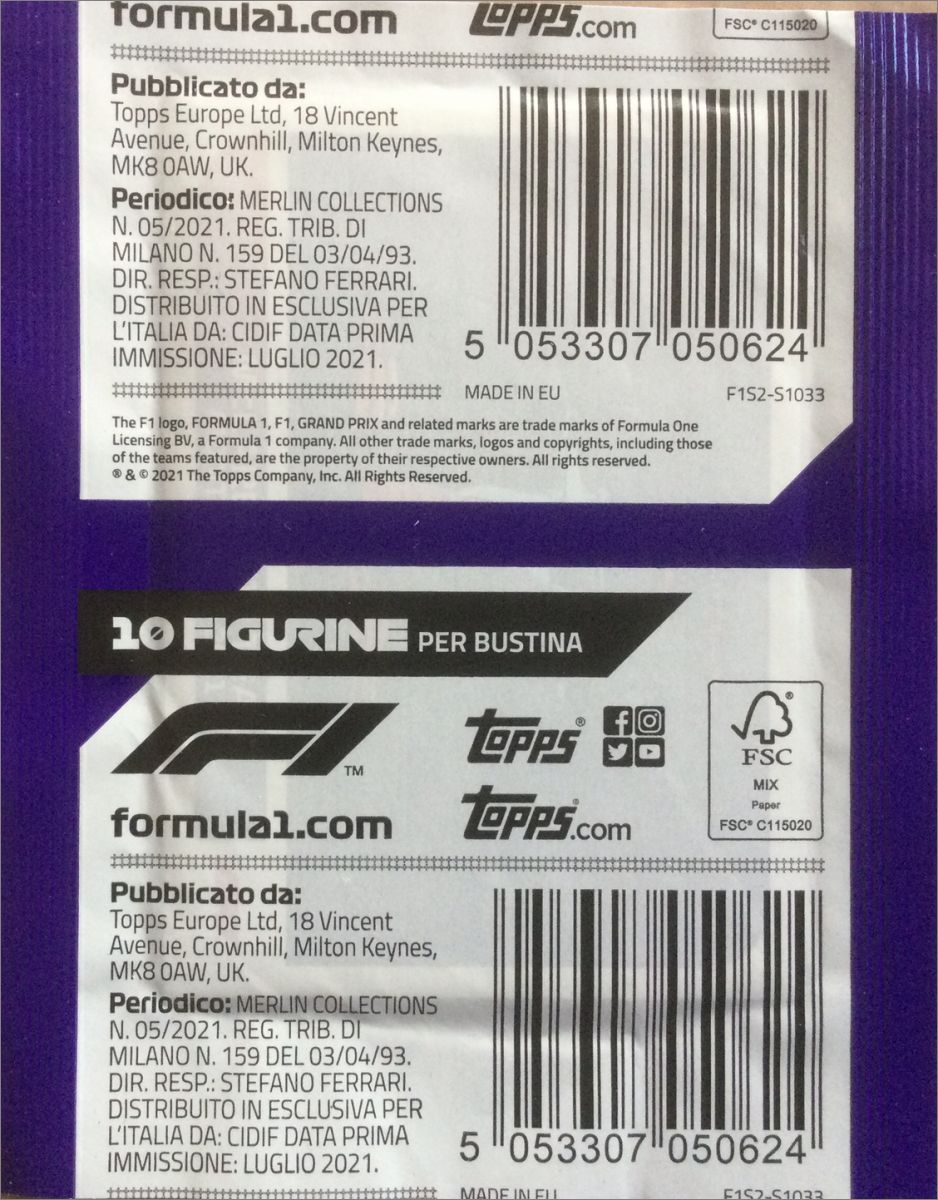 formula1.com
Topps.com
FSC® C115020
Pubblicato da:
Topps Europe Ltd, 18 Vincent
Avenue, Crownhill, Milton Keynes,
MK8 0AW, UK.
Periodico: MERLIN COLLECTIONS
N. 05/2021. REG. TRIB. DI
MILANO N. 159 DEL 03/04/93.
DIR. RESP.: STEFANO FERRARI.
DISTRIBUITO IN ESCLUSIVA PER
L'ITALIA DA: CIDIF DATA PRIMA
IMMISSIONE: LUGLIO 2021.
5 053307 050624
MADE IN EU
F1S2-S1033
The F1 logo, FORMULA 1, F1, GRAND PRIX and related marks are trade marks of Formula One
Licensing BV, a Formula 1 company. All other trade marks, logos and copyrights, including those
of the teams featured, are the property of their respective owners. All rights reserved.
® & © 2021 The Topps Company, Inc. All Rights Reserved.
10 FIGURINE PER BUSTINA
F1 TM
formula1.com
Topps®
Topps.com
FSC
MIX
Paper
FSC® C115020
Pubblicato da:
Topps Europe Ltd, 18 Vincent
Avenue, Crownhill, Milton Keynes,
MK8 0AW, UK.
Periodico: MERLIN COLLECTIONS
N. 05/2021. REG. TRIB. DI
MILANO N. 159 DEL 03/04/93.
DIR. RESP.: STEFANO FERRARI.
DISTRIBUITO IN ESCLUSIVA PER
L'ITALIA DA: CIDIF DATA PRIMA
IMMISSIONE: LUGLIO 2021.
5 053307 050624
MADE IN EU
F1S2-S1033